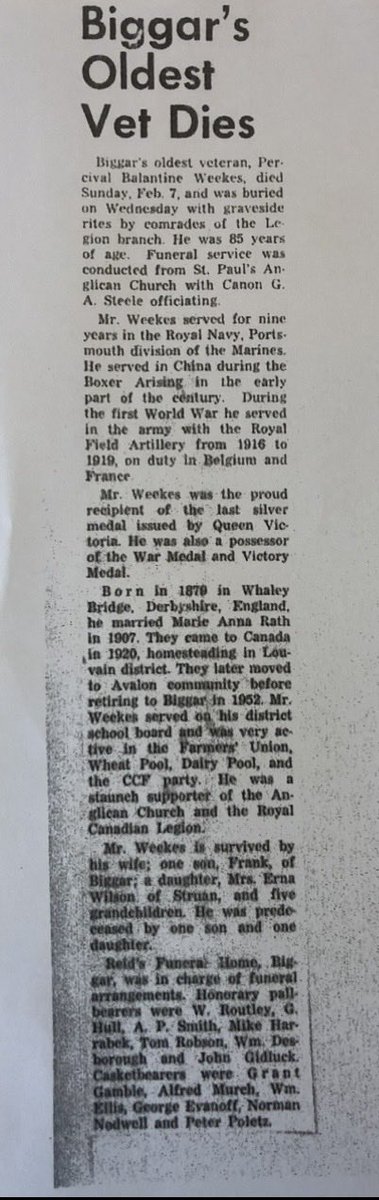 Biggar's
Oldest
Vet Dies
Biggar's oldest veteran, Per-
cival Balantine Weekes, died
Sunday, Feb. 7, and was buried
on Wednesday with graveside
rites by comrades of the Le-
gion branch. He was 85 years
of age. Funeral service was
conducted from St. Paul's An-
glican Church with Canon G.
A. Steele officiating.
Mr. Weekes served for nine
years in the Royal Navy, Ports-
mouth division of the Marines.
He served in China during the
Boxer Arising in the early
part of the century. During
the first World War he served
in the army with the Royal
Field Artillery from 1916 to
1919, on duty in Belgium and
France
Mr. Weekes was the proud
recipient of the last silver
medal issued by Queen Vic-
toria. He was also a possessor
of the War Medal and Victory
Medal.
Born in 1879 in Whaley
Bridge, Derbyshire, England,
he married Marie Anna Rath
in 1907. They came to Canada
in 1920, homesteading in Lou-
vain district. They later moved
to Avalon community before
retiring to Biggar in 1952. Mr.
Weekes served on his district
school board and was very ac-
tive in the Farmers' Union,
Wheat Pool, Dairy Pool, and
the CCF party. He was a
staunch supporter of the An-
glican Church and the Royal
Canadian Legion.
Mr. Weekes is survived by
his wife; one son, Frank, of
Biggar; a daughter, Mrs. Erna
Wilson of Struan, and five
grandchildren. He was prede-
ceased by one son and one
daughter.
Reid's Funeral Home, Big-
gar, was in charge of funeral
arrangements. Honorary pall-
bearers were W. Routley, G.
Hull, A. P. Smith, Mike Har-
rabek, Tom Robson, Wm. Des-
borough and John Gidluck.
Casketbearers were Grant
Gamble, Alfred Murch, Wm.
Ellis, George Evanoff, Norman
Nodwell and Peter Poletz.